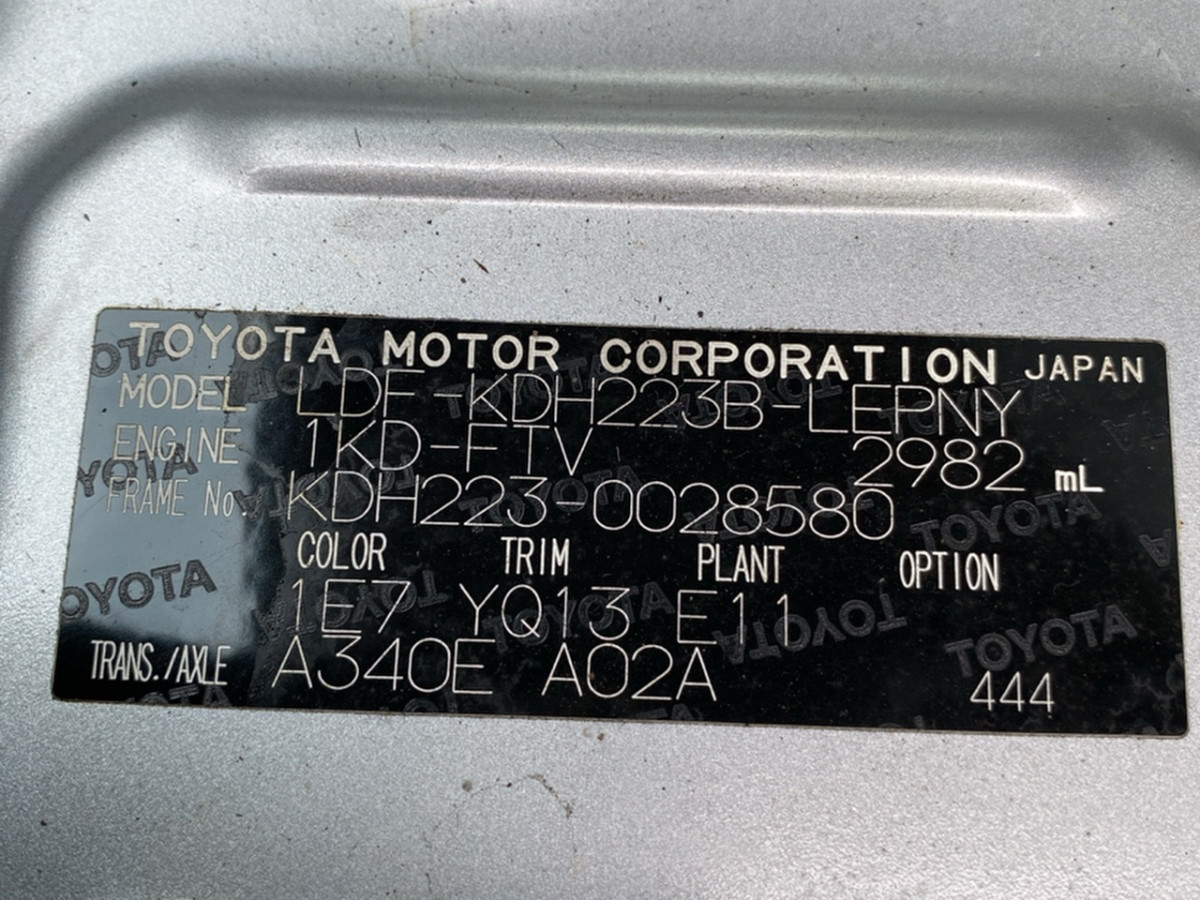 TOYOTA MOTOR CORPORATION JAPAN
MODEL LDF-KDH223B-LEPNY
ENGINE 1KD-FTV 2982 mL
FRAME No. KDH223-0028580
COLOR TRIM PLANT OPTION
1E7 YQ13 E11
TRANS./AXLE A340E A02A 444